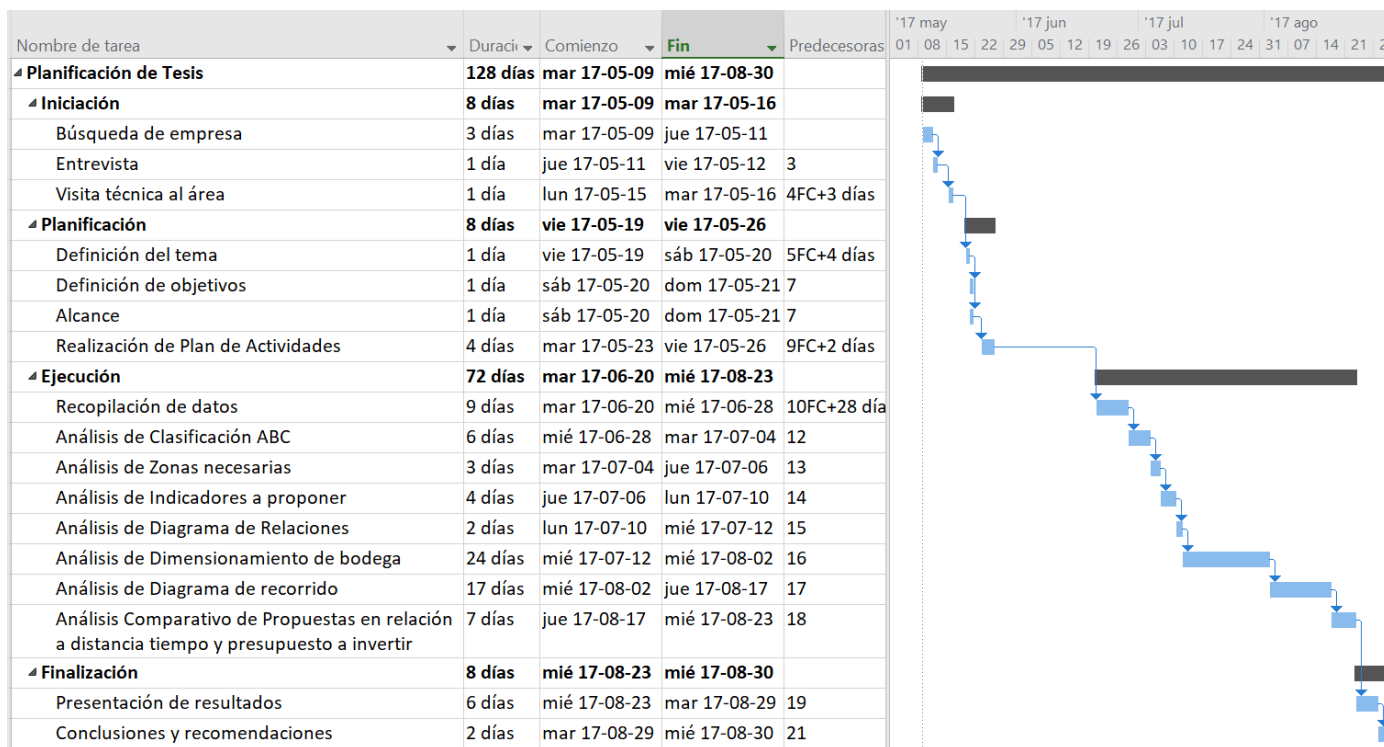 '17 may '17 jun '17 jul '17 ago
Nombre de tarea Duraci Comienzo Fin Predecesoras 01 08 15 22 29 05 12 19 26 03 10 17 24 31 07 14 21
Planificación de Tesis 128 días mar 17-05-09 mié 17-08-30
Iniciación 8 días mar 17-05-09 mar 17-05-16
Búsqueda de empresa 3 días mar 17-05-09 jue 17-05-11
Entrevista 1 día jue 17-05-11 vie 17-05-12 3
Visita técnica al área 1 día lun 17-05-15 mar 17-05-16 4FC+3 días
Planificación 8 días vie 17-05-19 vie 17-05-26
Definición del tema 1 día vie 17-05-19 sáb 17-05-20 5FC+4 días
Definición de objetivos 1 día sáb 17-05-20 dom 17-05-21 7
Alcance 1 día sáb 17-05-20 dom 17-05-21 7
Realización de Plan de Actividades 4 días mar 17-05-23 vie 17-05-26 9FC+2 días
Ejecución 72 días mar 17-06-20 mié 17-08-23
Recopilación de datos 9 días mar 17-06-20 mié 17-06-28 10FC+28 día
Análisis de Clasificación ABC 6 días mié 17-06-28 mar 17-07-04 12
Análisis de Zonas necesarias 3 días mar 17-07-04 jue 17-07-06 13
Análisis de Indicadores a proponer 4 días jue 17-07-06 lun 17-07-10 14
Análisis de Diagrama de Relaciones 2 días lun 17-07-10 mié 17-07-12 15
Análisis de Dimensionamiento de bodega 24 días mié 17-07-12 mié 17-08-02 16
Análisis de Diagrama de recorrido 17 días mié 17-08-02 jue 17-08-17 17
Análisis Comparativo de Propuestas en relación 7 días jue 17-08-17 mié 17-08-23 18
a distancia tiempo y presupuesto a invertir
Finalización 8 días mié 17-08-23 mié 17-08-30
Presentación de resultados 6 días mié 17-08-23 mar 17-08-29 19
Conclusiones y recomendaciones 2 días mar 17-08-29 mié 17-08-30 21